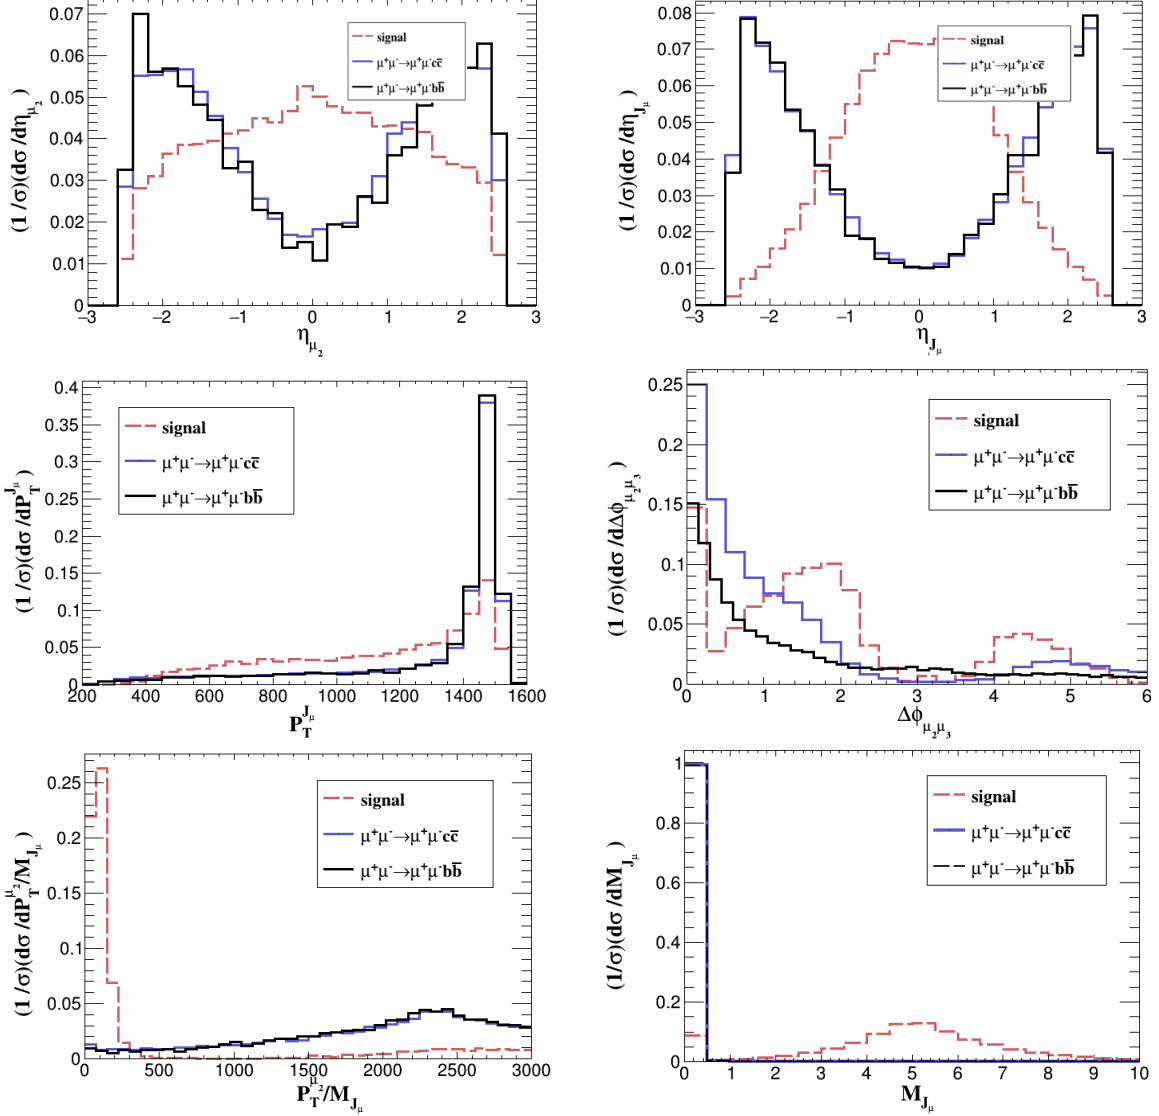 (1/σ)(dσ/dη_μ₂)
0.07
0.06
0.05
0.04
0.03
0.02
0.01
0
signal
μ⁺μ⁻→μ⁺μ⁻cc̅
μ⁺μ⁻→μ⁺μ⁻bb̅
−3 −2 −1 0 1 2 3
η_μ₂
(1/σ)(dσ/dη_Jμ)
0.08
0.07
0.06
0.05
0.04
0.03
0.02
0.01
0
signal
μ⁺μ⁻→μ⁺μ⁻cc̅
μ⁺μ⁻→μ⁺μ⁻bb̅
−3 −2 −1 0 1 2 3
η_Jμ
(1/σ)(dσ/dP_T^Jμ)
0.4
0.35
0.3
0.25
0.2
0.15
0.1
0.05
0
signal
μ⁺μ⁻→μ⁺μ⁻cc̅
μ⁺μ⁻→μ⁺μ⁻bb̅
200 400 600 800 1000 1200 1400 1600
P_T^Jμ
(1/σ)(dσ/dΔϕ_μ₂μ₃)
0.25
0.2
0.15
0.1
0.05
0
signal
μ⁺μ⁻→μ⁺μ⁻cc̅
μ⁺μ⁻→μ⁺μ⁻bb̅
0 1 2 3 4 5 6
Δϕ_μ₂μ₃
(1/σ)(dσ/dP_T^μ₂/M_Jμ)
0.25
0.2
0.15
0.1
0.05
0
signal
μ⁺μ⁻→μ⁺μ⁻cc̅
μ⁺μ⁻→μ⁺μ⁻bb̅
0 500 1000 1500 2000 2500 3000
P_T^μ₂/M_Jμ
(1/σ)(dσ/dM_Jμ)
1
0.8
0.6
0.4
0.2
0
signal
μ⁺μ⁻→μ⁺μ⁻cc̅
μ⁺μ⁻→μ⁺μ⁻bb̅
0 1 2 3 4 5 6 7 8 9 10
M_Jμ